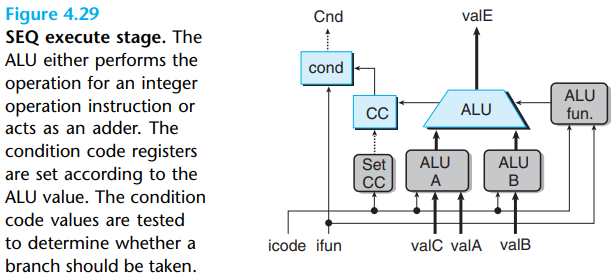 Figure 4.29
SEQ execute stage. The
ALU either performs the
operation for an integer
operation instruction or
acts as an adder. The
condition code registers
are set according to the
ALU value. The condition
code values are tested
to determine whether a
branch should be taken.
Cnd
valE
cond
CC
ALU
ALU
fun.
Set
CC
ALU
A
ALU
B
icode ifun
valC valA valB